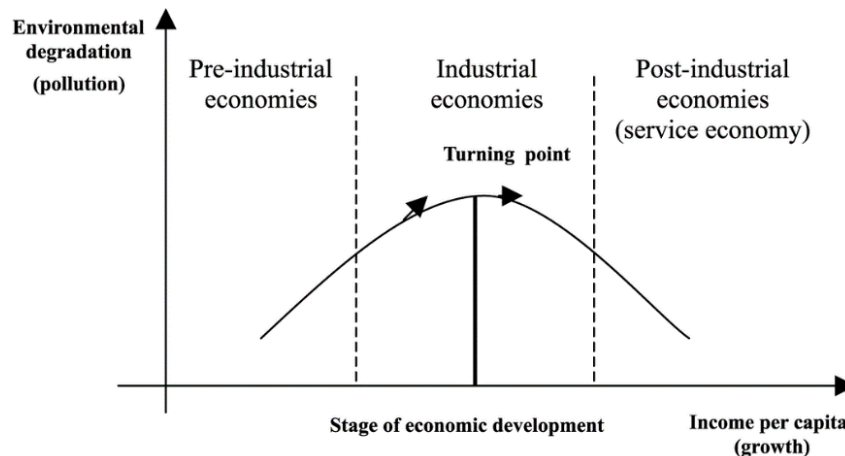 Environmental
degradation
(pollution)
Pre-industrial
economies
Industrial
economies
Post-industrial
economies
(service economy)
Turning point
Stage of economic development
Income per capita
(growth)